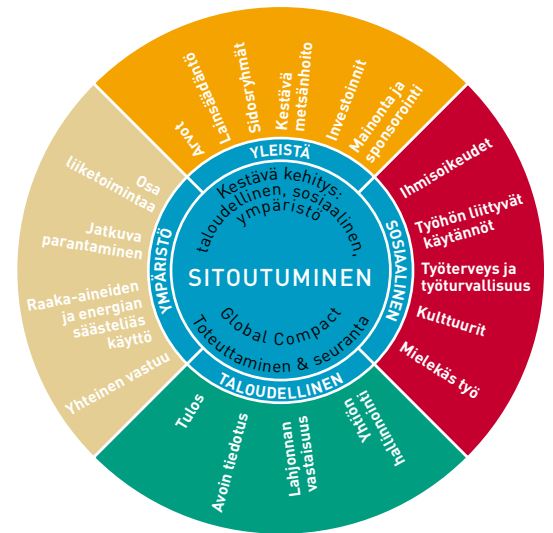 YLEISTÄ
Arvot
Lainsäädäntö
Sidosryhmät
Kestävä
metsänhoito
Investoinnit
Mainonta ja
sponsorointi
SOSIAALINEN
Ihmisoikeudet
Työhön liittyvät
käytännöt
Työterveys ja
työturvallisuus
Kulttuurit
Mielekäs työ
TALOUDELLINEN
Tulos
Avoin tiedotus
Lahjonnan
vastaisuus
Yhtiön
hallinnointi
YMPÄRISTÖ
Osa
liiketoimintaa
Jatkuva
parantaminen
Raaka-aineiden
ja energian
säästeliäs
käyttö
Yhteinen vastuu
Kestävä kehitys:
taloudellinen, sosiaalinen,
ympäristö
SITOUTUMINEN
Global Compact
Toteuttaminen & seuranta